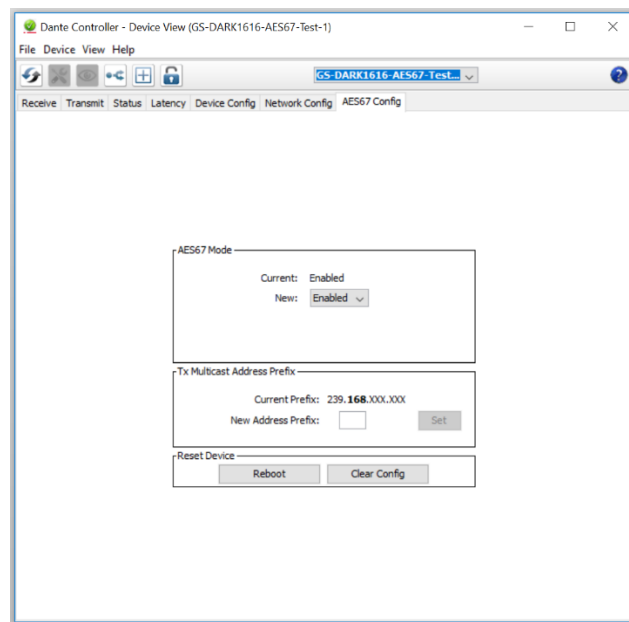 Dante Controller - Device View (GS-DARK1616-AES67-Test-1)
File Device View Help
GS-DARK1616-AES67-Test...
Receive Transmit Status Latency Device Config Network Config AES67 Config
AES67 Mode
Current: Enabled
New: Enabled
Tx Multicast Address Prefix
Current Prefix: 239.168.XXX.XXX
New Address Prefix: Set
Reset Device
Reboot Clear Config